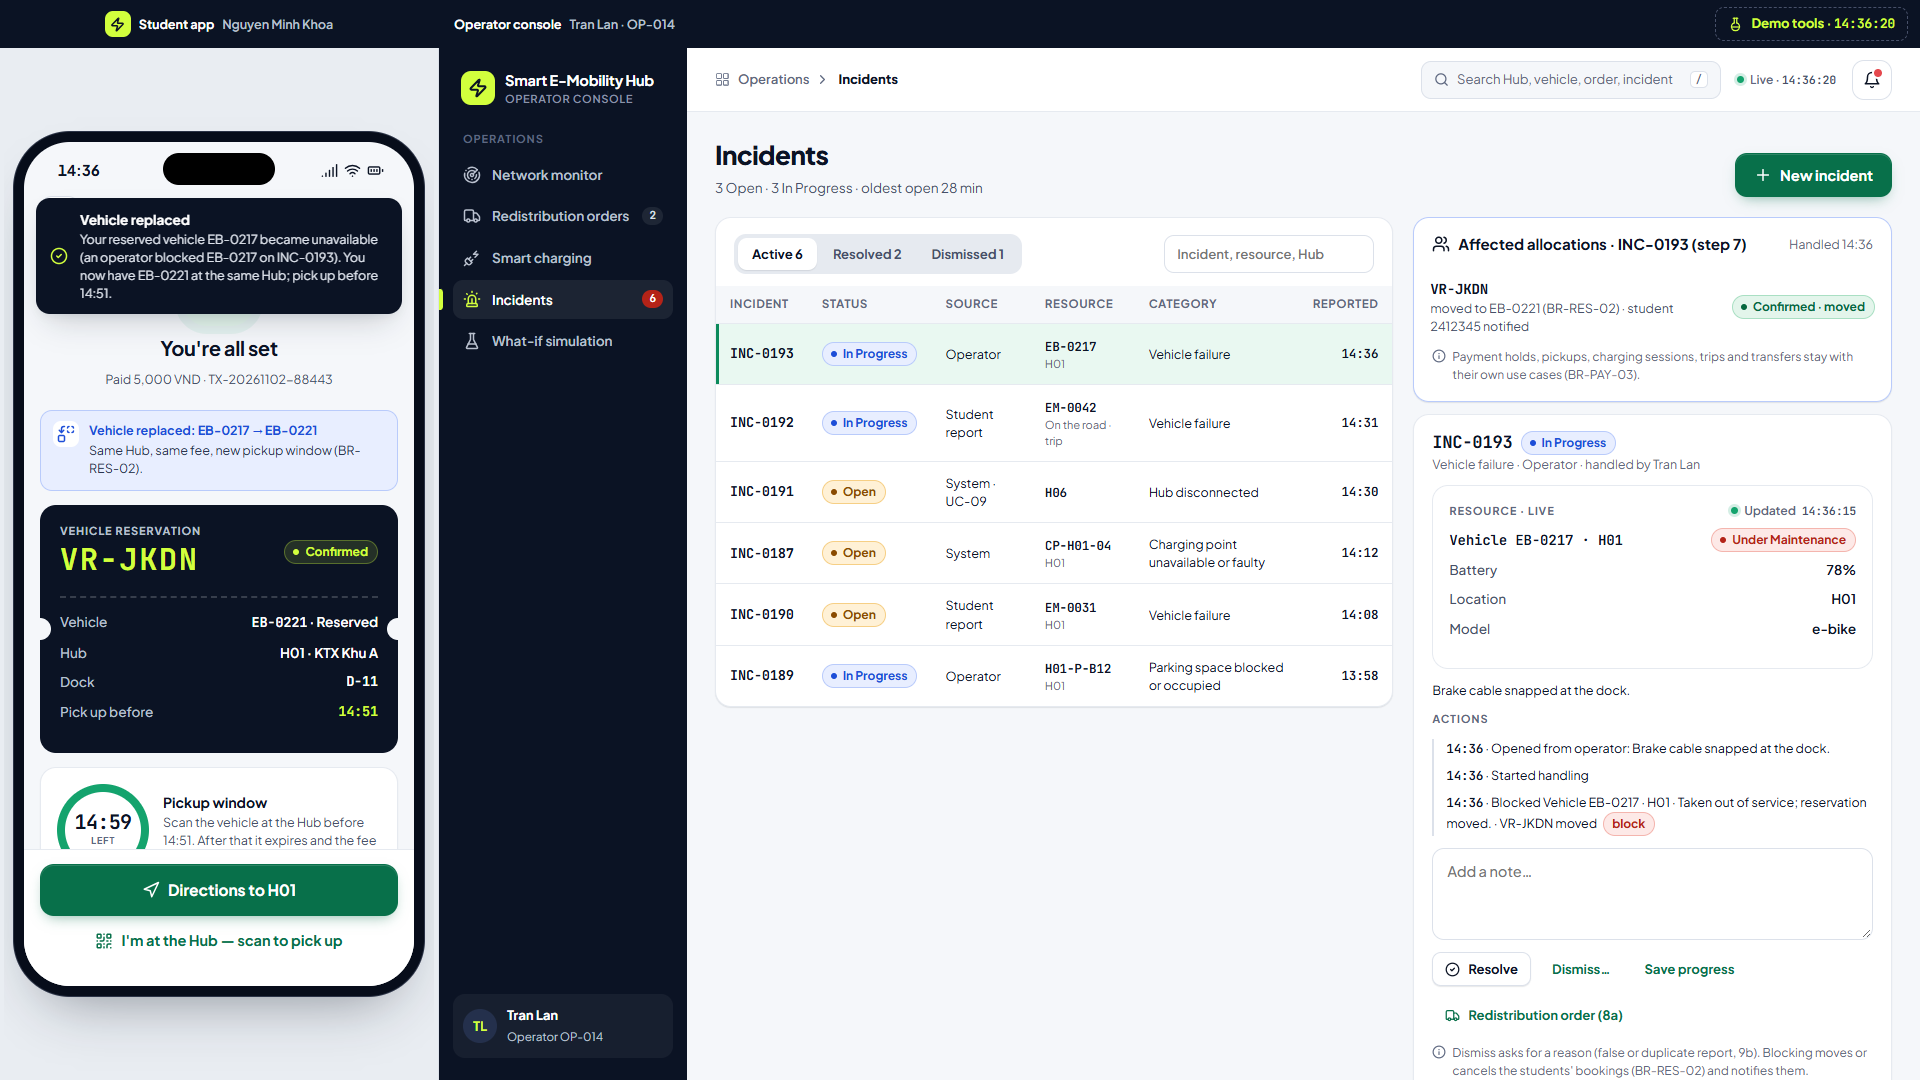 Student app Nguyen Minh Khoa
Operator console Tran Lan · OP-014
Demo tools · 14:36:20
14:36
Vehicle replaced
Your reserved vehicle EB-0217 became unavailable
(an operator blocked EB-0217 on INC-0193). You
now have EB-0221 at the same Hub; pick up before
14:51.
You're all set
Paid 5,000 VND · TX-20261102-88443
Vehicle replaced: EB-0217 → EB-0221
Same Hub, same fee, new pickup window (BR-
RES-02).
VEHICLE RESERVATION
VR-JKDN
Confirmed
Vehicle EB-0221 · Reserved
Hub H01 · KTX Khu A
Dock D-11
Pick up before 14:51
14:59
LEFT
Pickup window
Scan the vehicle at the Hub before
14:51. After that it expires and the fee
Directions to H01
I'm at the Hub — scan to pick up
Smart E-Mobility Hub
OPERATOR CONSOLE
OPERATIONS
Network monitor
Redistribution orders 2
Smart charging
Incidents 6
What-if simulation
TL
Tran Lan
Operator OP-014
Operations > Incidents
Search Hub, vehicle, order, incident /
Live · 14:36:20
Incidents
3 Open · 3 In Progress · oldest open 28 min
New incident
Active 6 Resolved 2 Dismissed 1
Incident, resource, Hub
INCIDENT STATUS SOURCE RESOURCE CATEGORY REPORTED
INC-0193 In Progress Operator EB-0217 H01 Vehicle failure 14:36
INC-0192 In Progress Student report EM-0042 On the road · trip Vehicle failure 14:31
INC-0191 Open System · UC-09 H06 Hub disconnected 14:30
INC-0187 Open System CP-H01-04 H01 Charging point unavailable or faulty 14:12
INC-0190 Open Student report EM-0031 H01 Vehicle failure 14:08
INC-0189 In Progress Operator H01-P-B12 H01 Parking space blocked or occupied 13:58
Affected allocations · INC-0193 (step 7) Handled 14:36
VR-JKDN
moved to EB-0221 (BR-RES-02) · student
2412345 notified
Confirmed · moved
Payment holds, pickups, charging sessions, trips and transfers stay with
their own use cases (BR-PAY-03).
INC-0193 In Progress
Vehicle failure · Operator · handled by Tran Lan
RESOURCE · LIVE Updated 14:36:15
Vehicle EB-0217 · H01 Under Maintenance
Battery 78%
Location H01
Model e-bike
Brake cable snapped at the dock.
ACTIONS
14:36 · Opened from operator: Brake cable snapped at the dock.
14:36 · Started handling
14:36 · Blocked Vehicle EB-0217 · H01 · Taken out of service; reservation
moved. · VR-JKDN moved block
Add a note…
Resolve Dismiss… Save progress
Redistribution order (8a)
Dismiss asks for a reason (false or duplicate report, 9b). Blocking moves or
cancels the students' bookings (BR-RES-02) and notifies them.